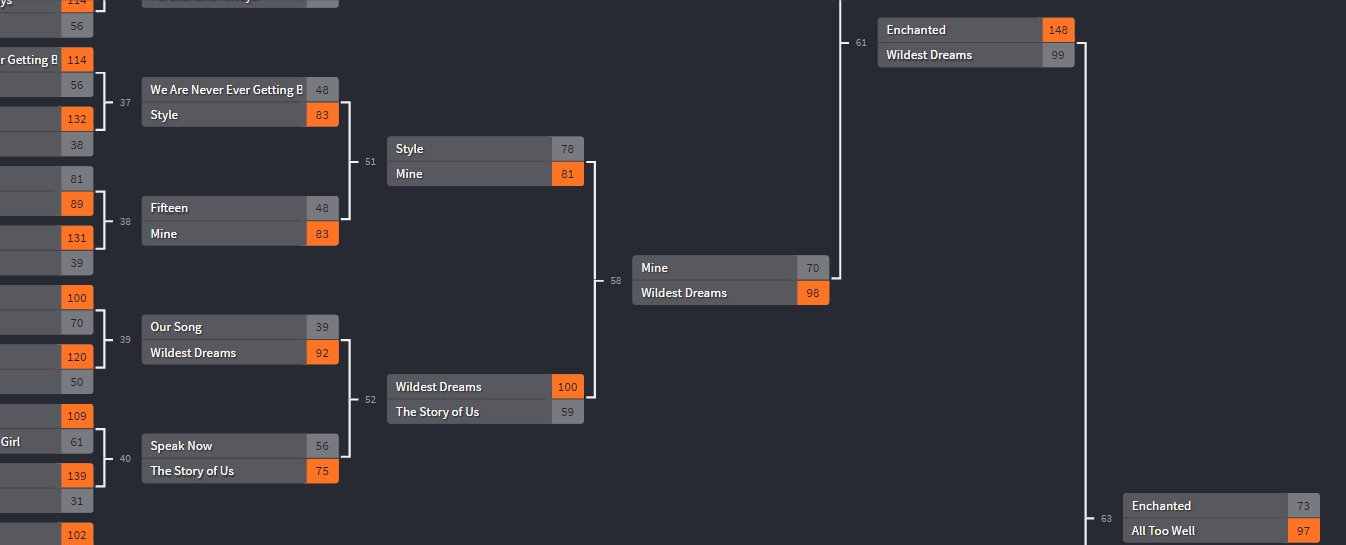 ys 114
56
r Getting B 114
56
132
38
81
89
131
39
100
70
120
50
109
Girl 61
139
31
102
37
We Are Never Ever Getting B 48
Style 83
38
Fifteen 48
Mine 83
39
Our Song 39
Wildest Dreams 92
40
Speak Now 56
The Story of Us 75
51
Style 78
Mine 81
52
Wildest Dreams 100
The Story of Us 59
58
Mine 70
Wildest Dreams 98
61
Enchanted 148
Wildest Dreams 99
63
Enchanted 73
All Too Well 97